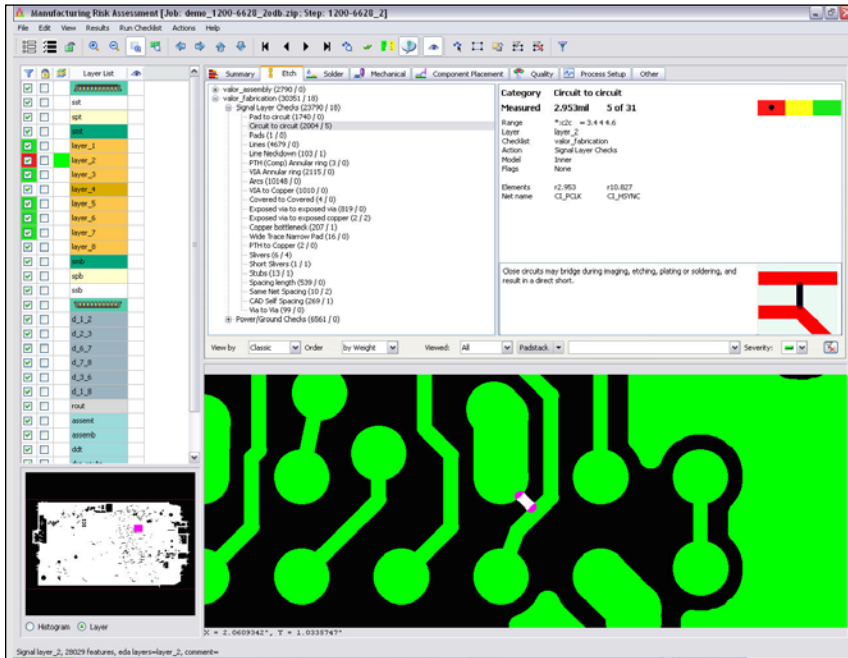 Manufacturing Risk Assessment [Job: demo_1200-6628_2odb.zip; Step: 1200-6628_2]
File Edit View Results Run Checklist Actions Help
Layer List
sst
spt
smt
layer_1
layer_2
layer_3
layer_4
layer_5
layer_6
layer_7
layer_8
smb
spb
ssb
d_1_2
d_2_3
d_6_7
d_7_8
d_3_6
d_1_8
rout
assemt
assemb
ddt
Histogram Layer
Summary Etch Solder Mechanical Component Placement Quality Process Setup Other
valor_assembly (2790 / 0)
valor_fabrication (30351 / 18)
Signal Layer Checks (23790 / 18)
Pad to circuit (1740 / 0)
Circuit to circuit (2004 / 5)
Pads (1 / 0)
Lines (4679 / 0)
Line Neckdown (103 / 1)
PTH (Comp) Annular ring (3 / 0)
VIA Annular ring (2115 / 0)
Arcs (10148 / 0)
VIA to Copper (1010 / 0)
Covered to Covered (4 / 0)
Exposed via to exposed via (819 / 0)
Exposed via to exposed copper (2 / 2)
Copper bottleneck (207 / 1)
Wide Trace Narrow Pad (16 / 0)
PTH to Copper (2 / 0)
Slivers (6 / 4)
Short Slivers (1 / 1)
Stubs (13 / 1)
Spacing length (539 / 0)
Same Net Spacing (10 / 2)
CAD Self Spacing (269 / 1)
Via to Via (99 / 0)
Power/Ground Checks (6561 / 0)
Category Circuit to circuit
Measured 2.953mil 5 of 31
Range *:c2c = 3.4 4 4.6
Layer layer_2
Checklist valor_fabrication
Action Signal Layer Checks
Model Inner
Flags None
Elements r2.953 r10.827
Net name CI_PCLK CI_HSYNC
Close circuits may bridge during imaging, etching, plating or soldering, and
result in a direct short.
View by Classic Order by Weight Viewed: All Padstack Severity:
X = 2.0609342", Y = 1.0338747"
Signal layer_2, 28029 features, eda layers=layer_2, comment=